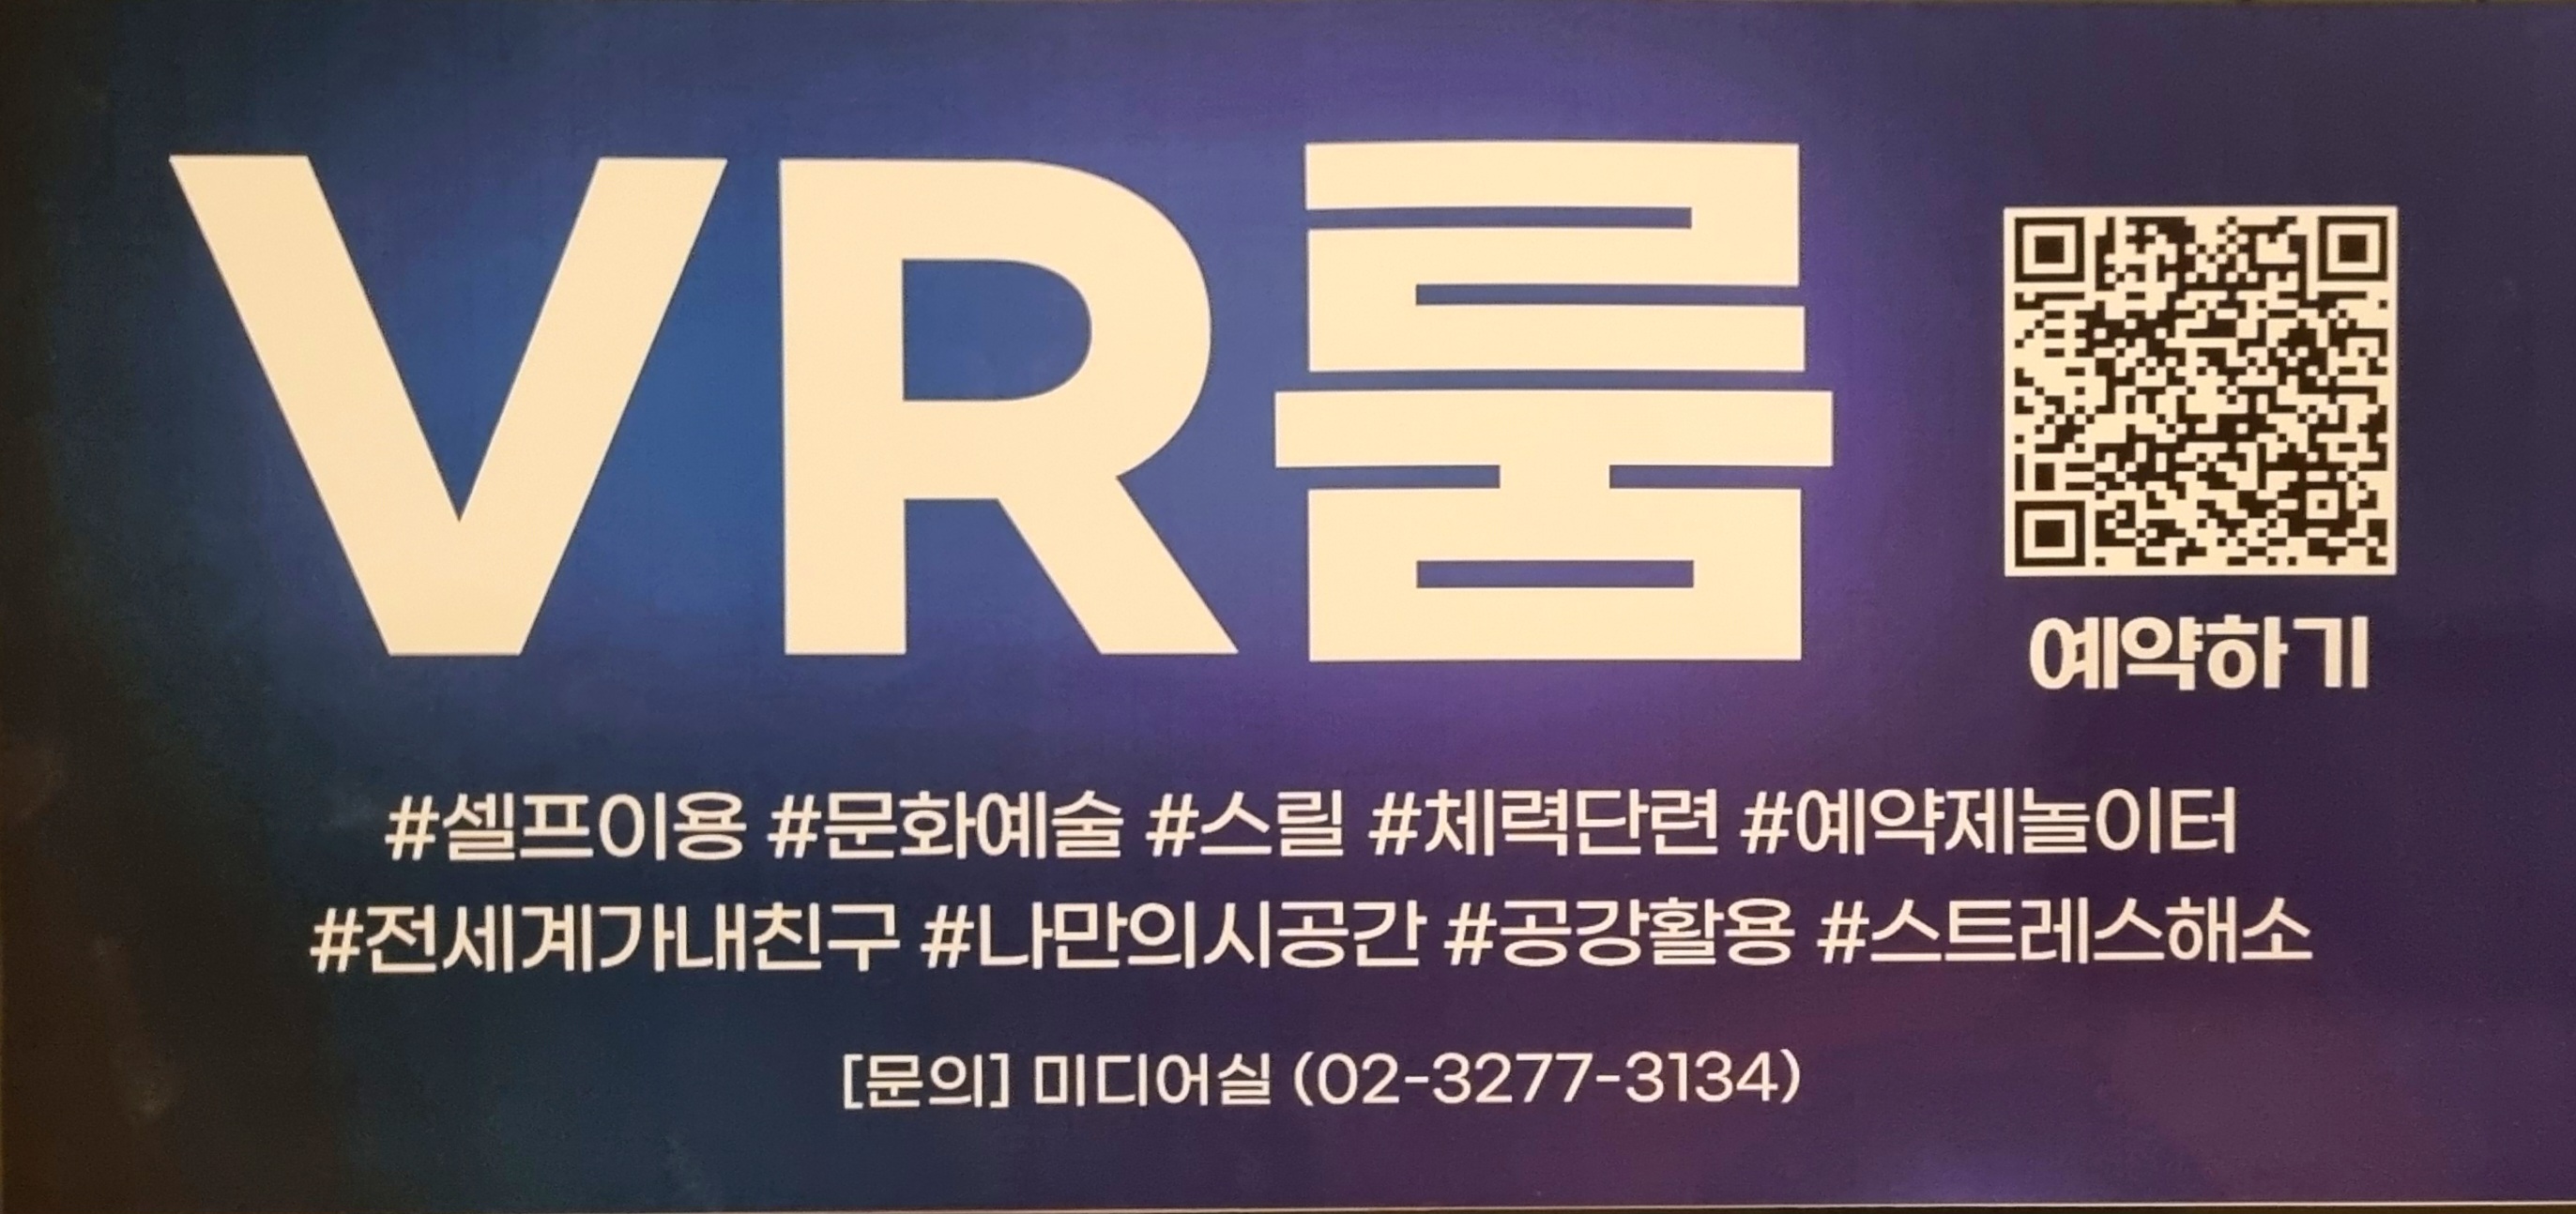 VR룸
예약하기
#셀프이용 #문화예술 #스릴 #체력단련 #예약제놀이터
#전세계가내친구 #나만의시공간 #공강활용 #스트레스해소
[문의] 미디어실 (02-3277-3134)